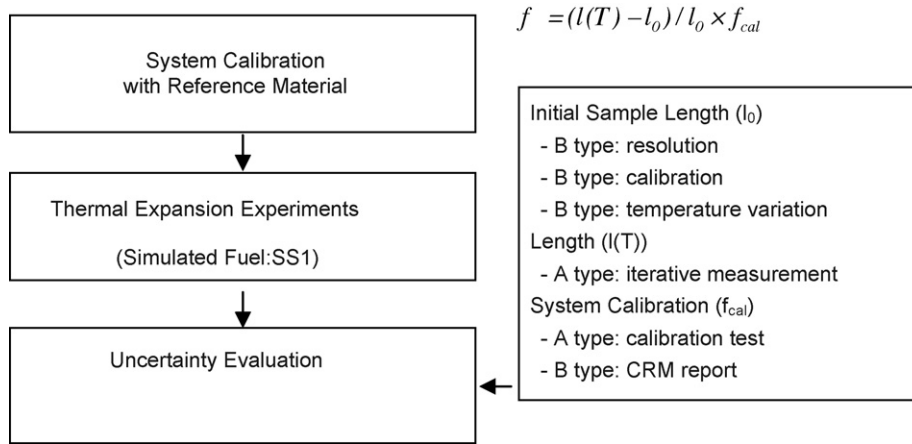 f =(l(T) –l₀)/l₀ ×f_cal
System Calibration
with Reference Material
Thermal Expansion Experiments
(Simulated Fuel:SS1)
Uncertainty Evaluation
Initial Sample Length (l₀)
- B type: resolution
- B type: calibration
- B type: temperature variation
Length (l(T))
- A type: iterative measurement
System Calibration (f_cal)
- A type: calibration test
- B type: CRM report